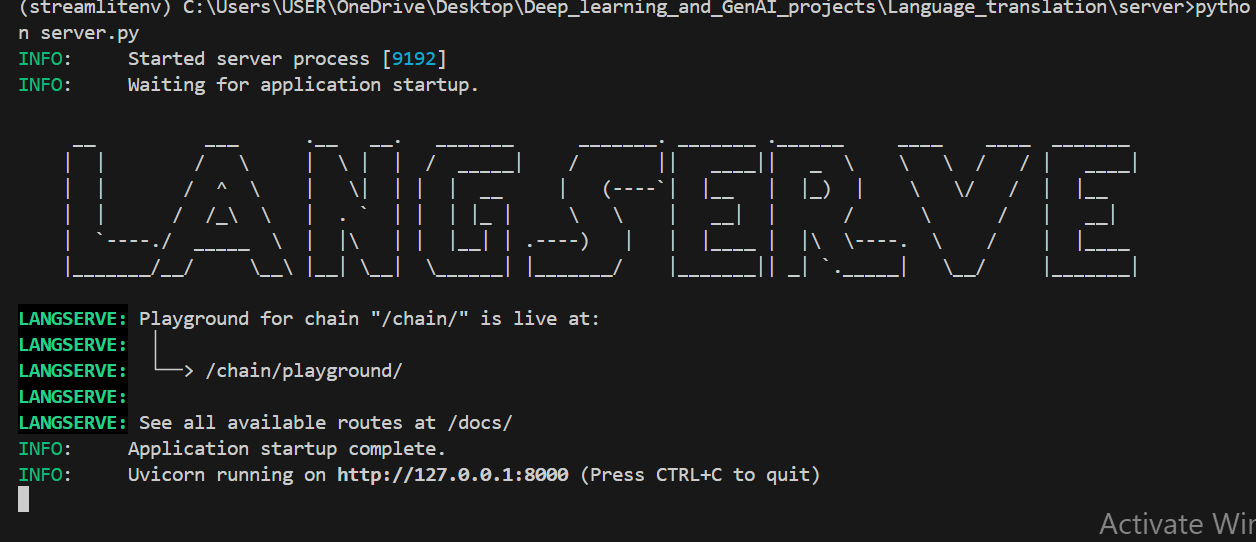 (streamlitenv) C:\Users\USER\OneDrive\Desktop\Deep_learning_and_GenAI_projects\Language_translation\server>pytho
n server.py
INFO:     Started server process [9192]
INFO:     Waiting for application startup.
LANGSERVE
LANGSERVE: Playground for chain "/chain/" is live at:
LANGSERVE:  │
LANGSERVE:  └──> /chain/playground/
LANGSERVE:
LANGSERVE: See all available routes at /docs/
INFO:     Application startup complete.
INFO:     Uvicorn running on http://127.0.0.1:8000 (Press CTRL+C to quit)
Activate Win